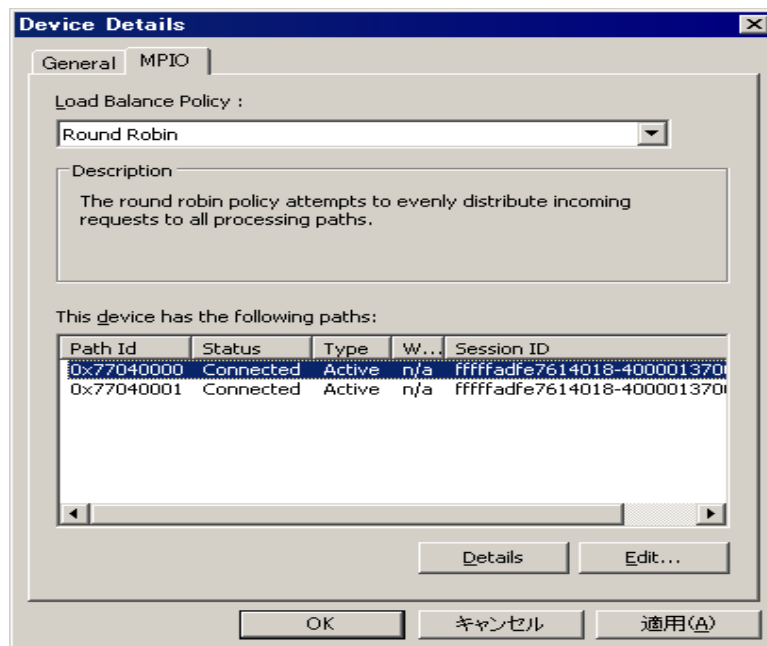 Device Details
General MPIO
Load Balance Policy :
Round Robin
Description
The round robin policy attempts to evenly distribute incoming
requests to all processing paths.
This device has the following paths:
Path Id Status Type W... Session ID
0x77040000 Connected Active n/a fffffadfe7614018-4000013700
0x77040001 Connected Active n/a fffffadfe7614018-4000013700
Details Edit...
OK キャンセル 適用(A)